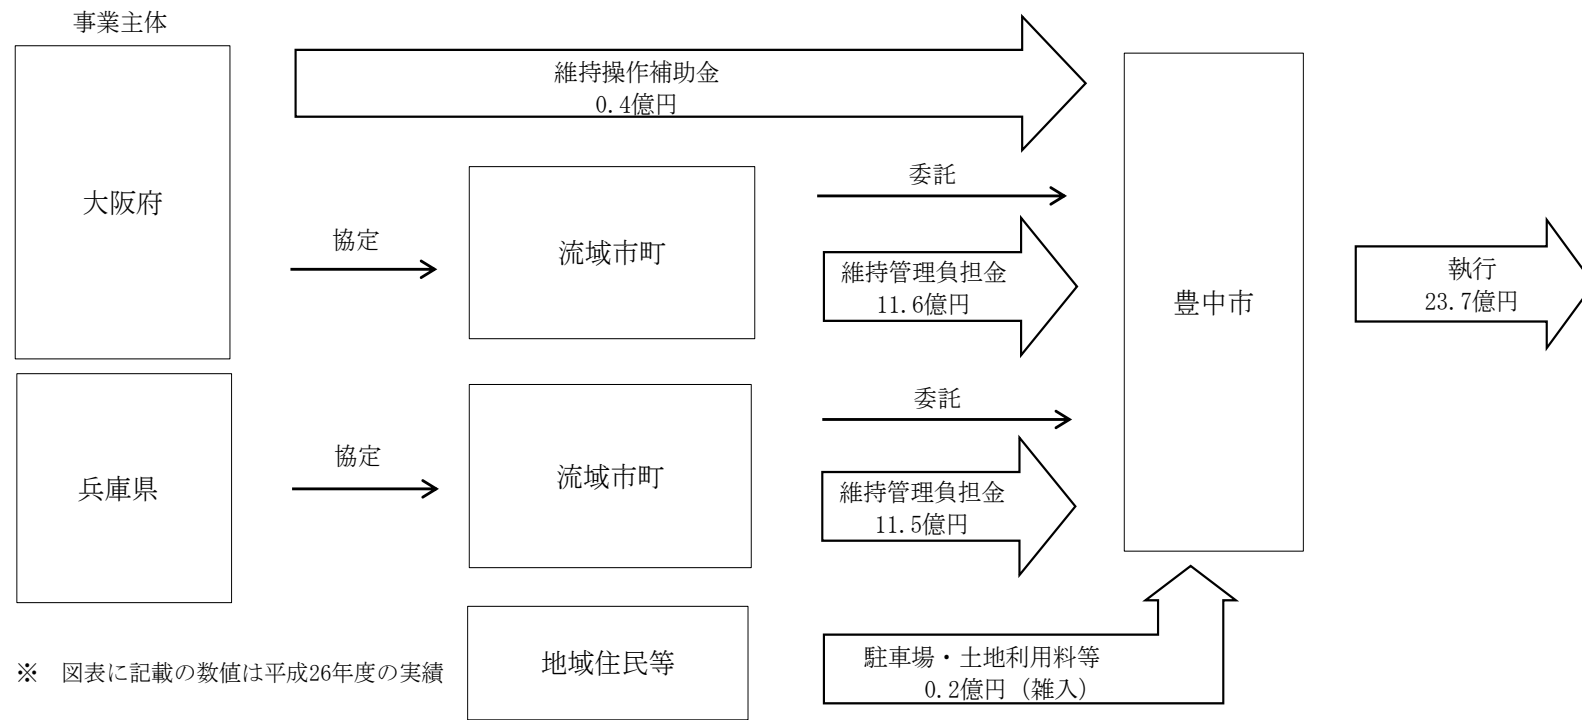 事業主体
大阪府
維持操作補助金
0.4億円
協定
流域市町
委託
維持管理負担金
11.6億円
豊中市
執行
23.7億円
兵庫県
協定
流域市町
委託
維持管理負担金
11.5億円
地域住民等
駐車場・土地利用料等
0.2億円（雑入）
※　図表に記載の数値は平成26年度の実績